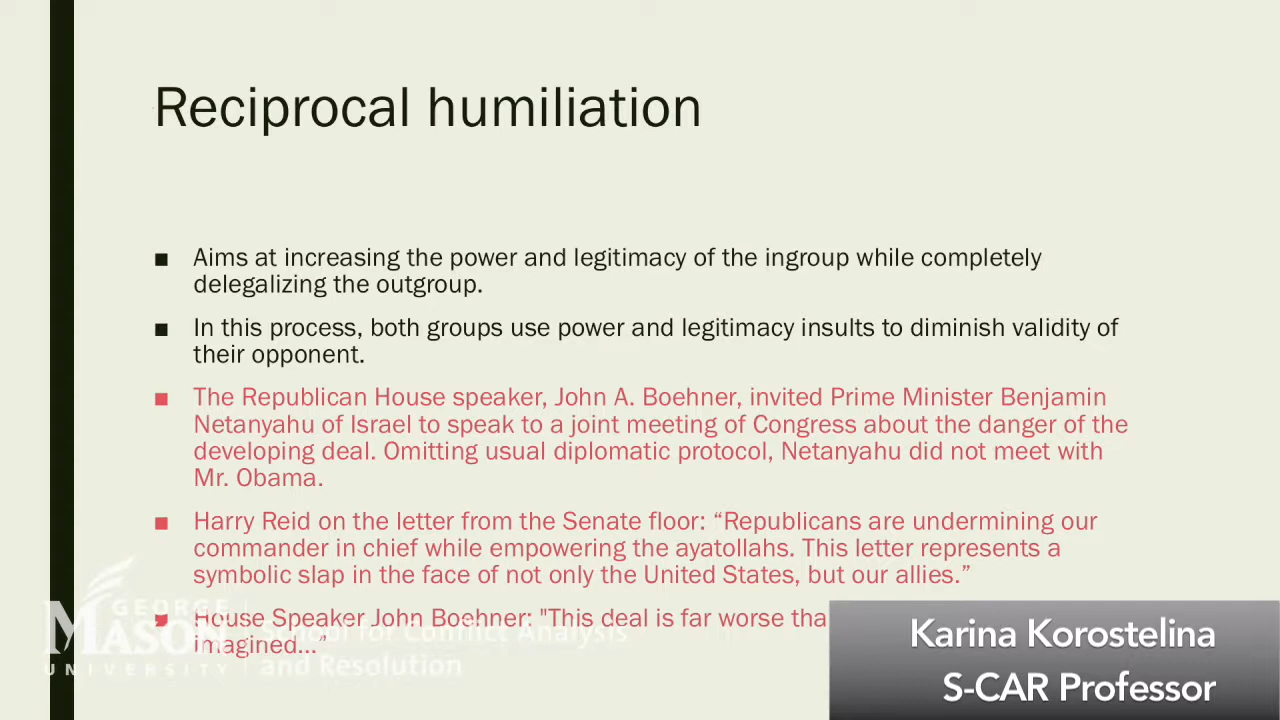 Reciprocal humiliation
■ Aims at increasing the power and legitimacy of the ingroup while completely
delegalizing the outgroup.
■ In this process, both groups use power and legitimacy insults to diminish validity of
their opponent.
■ The Republican House speaker, John A. Boehner, invited Prime Minister Benjamin
Netanyahu of Israel to speak to a joint meeting of Congress about the danger of the
developing deal. Omitting usual diplomatic protocol, Netanyahu did not meet with
Mr. Obama.
■ Harry Reid on the letter from the Senate floor: “Republicans are undermining our
commander in chief while empowering the ayatollahs. This letter represents a
symbolic slap in the face of not only the United States, but our allies.”
■ House Speaker John Boehner: "This deal is far worse
imagined...”
GEORGE
MASON
UNIVERSITY
School for Conflict Analysis
and Resolution
Karina Korostelina
S-CAR Professor